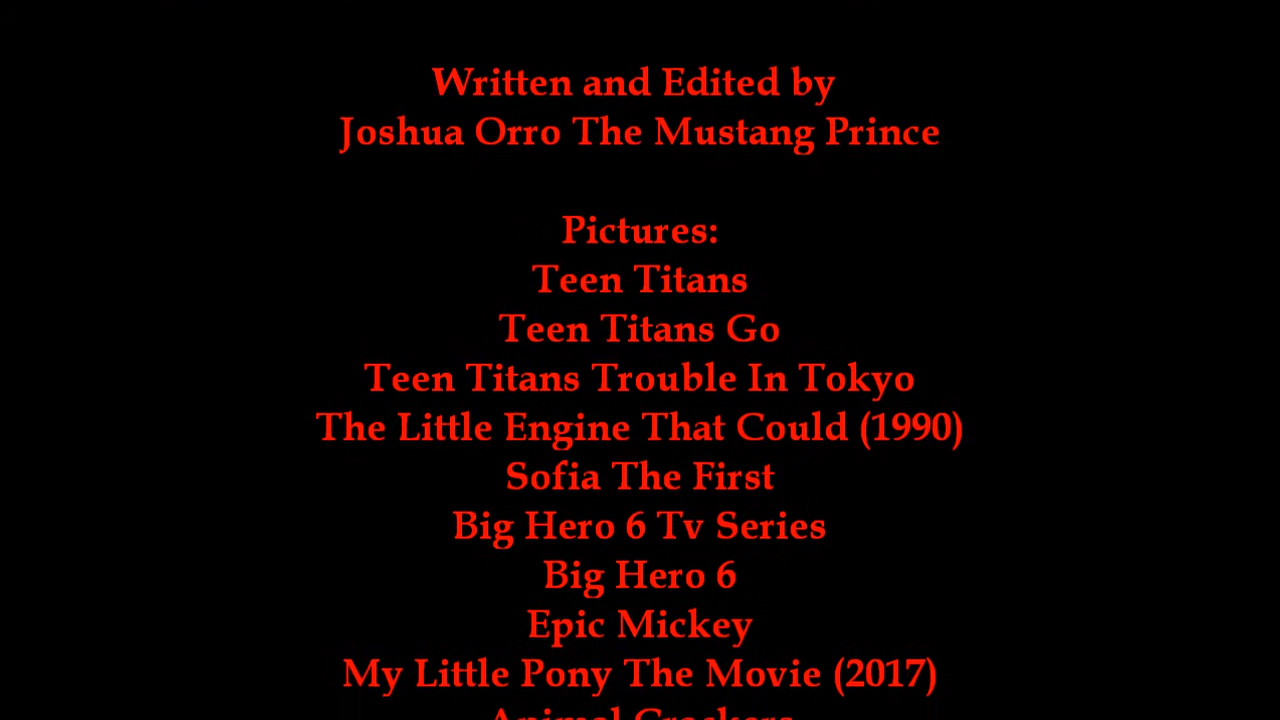 Written and Edited by
Joshua Orro The Mustang Prince
Pictures:
Teen Titans
Teen Titans Go
Teen Titans Trouble In Tokyo
The Little Engine That Could (1990)
Sofia The First
Big Hero 6 Tv Series
Big Hero 6
Epic Mickey
My Little Pony The Movie (2017)
Animal Crackers